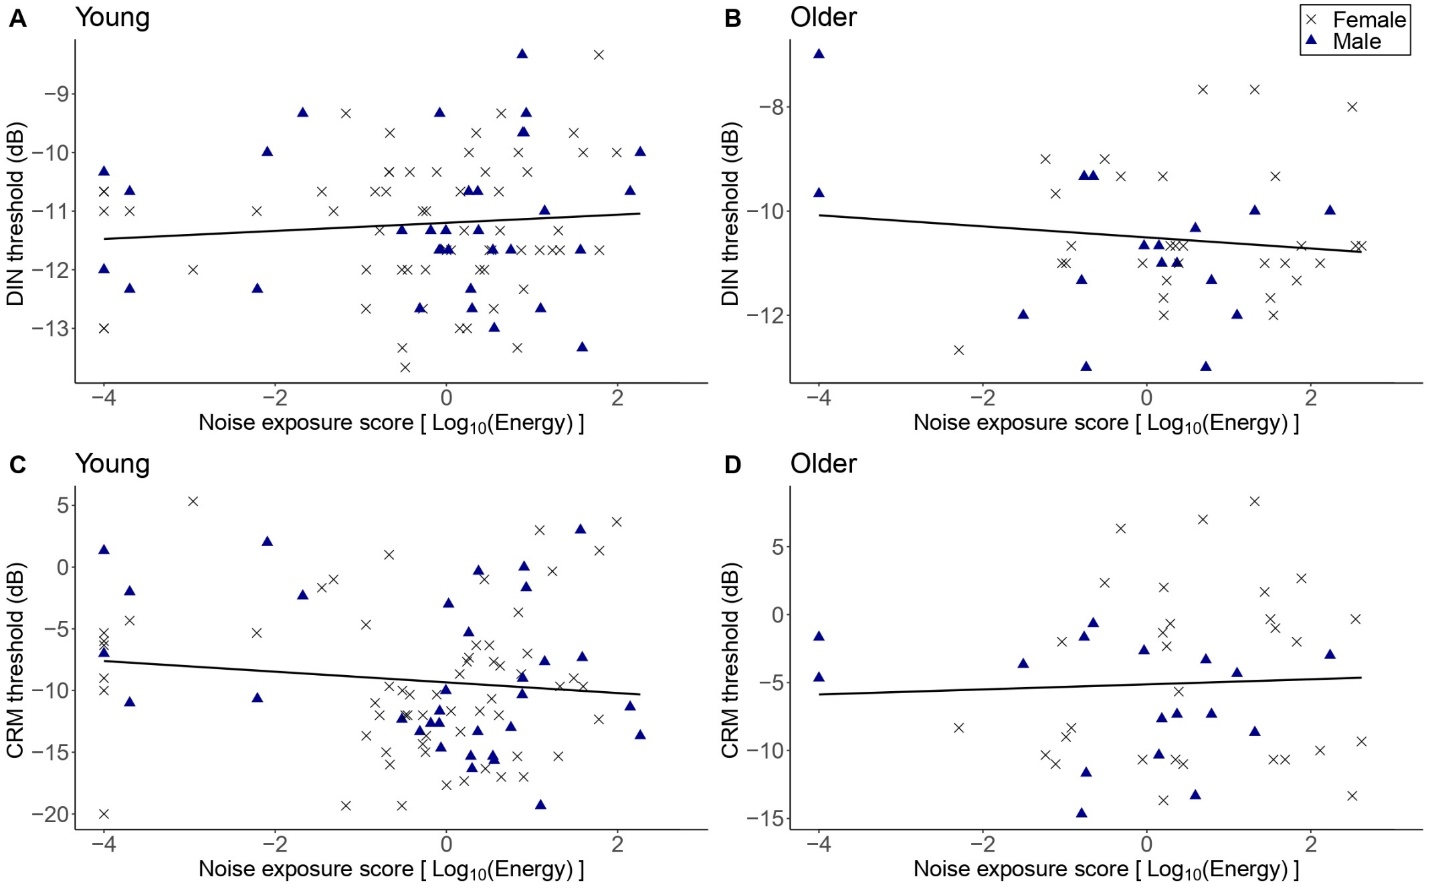 A Young
B Older
Female
Male
DIN threshold (dB)
−9
−10
−11
−12
−13
−4 −2 0 2
Noise exposure score [ Log₁₀(Energy) ]
DIN threshold (dB)
−8
−10
−12
−4 −2 0 2
Noise exposure score [ Log₁₀(Energy) ]
C Young
D Older
CRM threshold (dB)
5
0
−5
−10
−15
−20
−4 −2 0 2
Noise exposure score [ Log₁₀(Energy) ]
CRM threshold (dB)
5
0
−5
−10
−15
−4 −2 0 2
Noise exposure score [ Log₁₀(Energy) ]